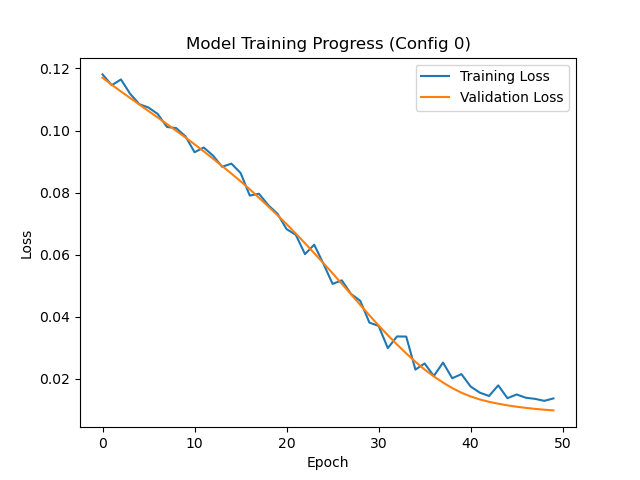 Model Training Progress (Config 0)
Training Loss
Validation Loss
0.12
0.10
0.08
0.06
0.04
0.02
Loss
0 10 20 30 40 50
Epoch